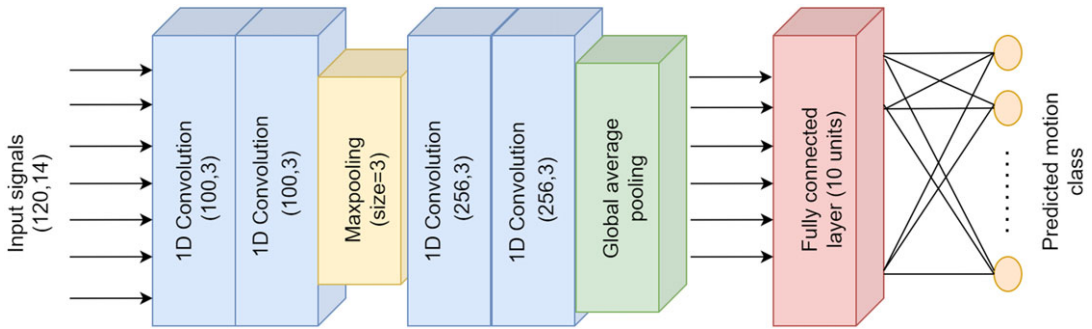 Input signals
(120,14)
1D Convolution
(100,3)
1D Convolution
(100,3)
Maxpooling
(size=3)
1D Convolution
(256,3)
1D Convolution
(256,3)
Global average
pooling
Fully connected
layer (10 units)
Predicted motion
class